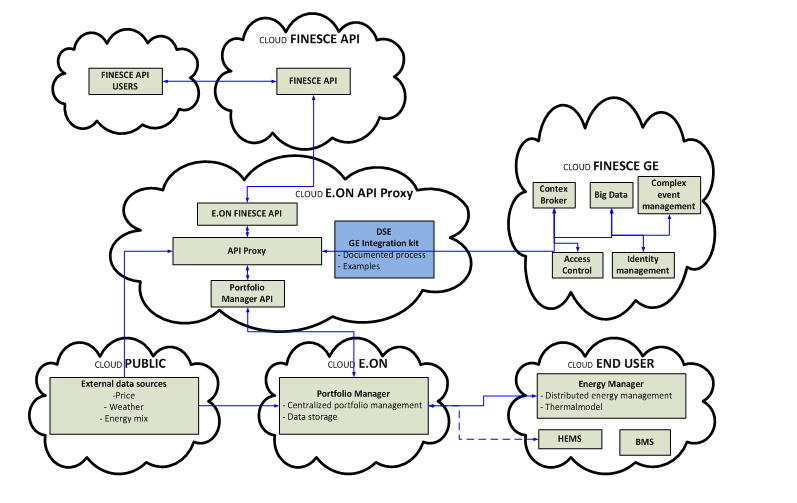 CLOUD FINESCE API
FINESCE API
USERS
FINESCE API
CLOUD FINESCE GE
Contex
Broker
Big Data
Complex
event
management
Access
Control
Identity
management
CLOUD E.ON API Proxy
E.ON FINESCE API
API Proxy
Portfolio
Manager API
DSE
GE Integration kit
- Documented process
- Examples
CLOUD PUBLIC
External data sources
-Price
- Weather
- Energy mix
CLOUD E.ON
Portfolio Manager
- Centralized portfolio management
- Data storage
CLOUD END USER
Energy Manager
- Distributed energy management
- Thermalmodel
HEMS
BMS